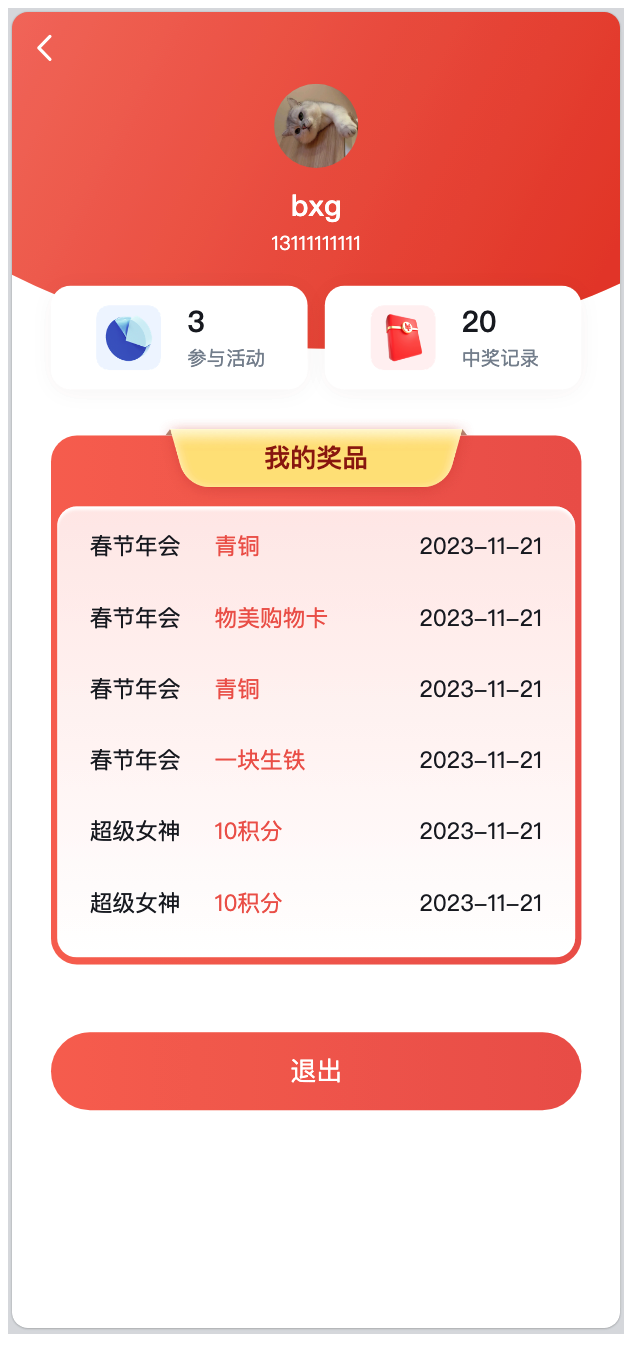 bxg
13111111111
3
参与活动
20
中奖记录
我的奖品
春节年会 青铜 2023-11-21
春节年会 物美购物卡 2023-11-21
春节年会 青铜 2023-11-21
春节年会 一块生铁 2023-11-21
超级女神 10积分 2023-11-21
超级女神 10积分 2023-11-21
退出